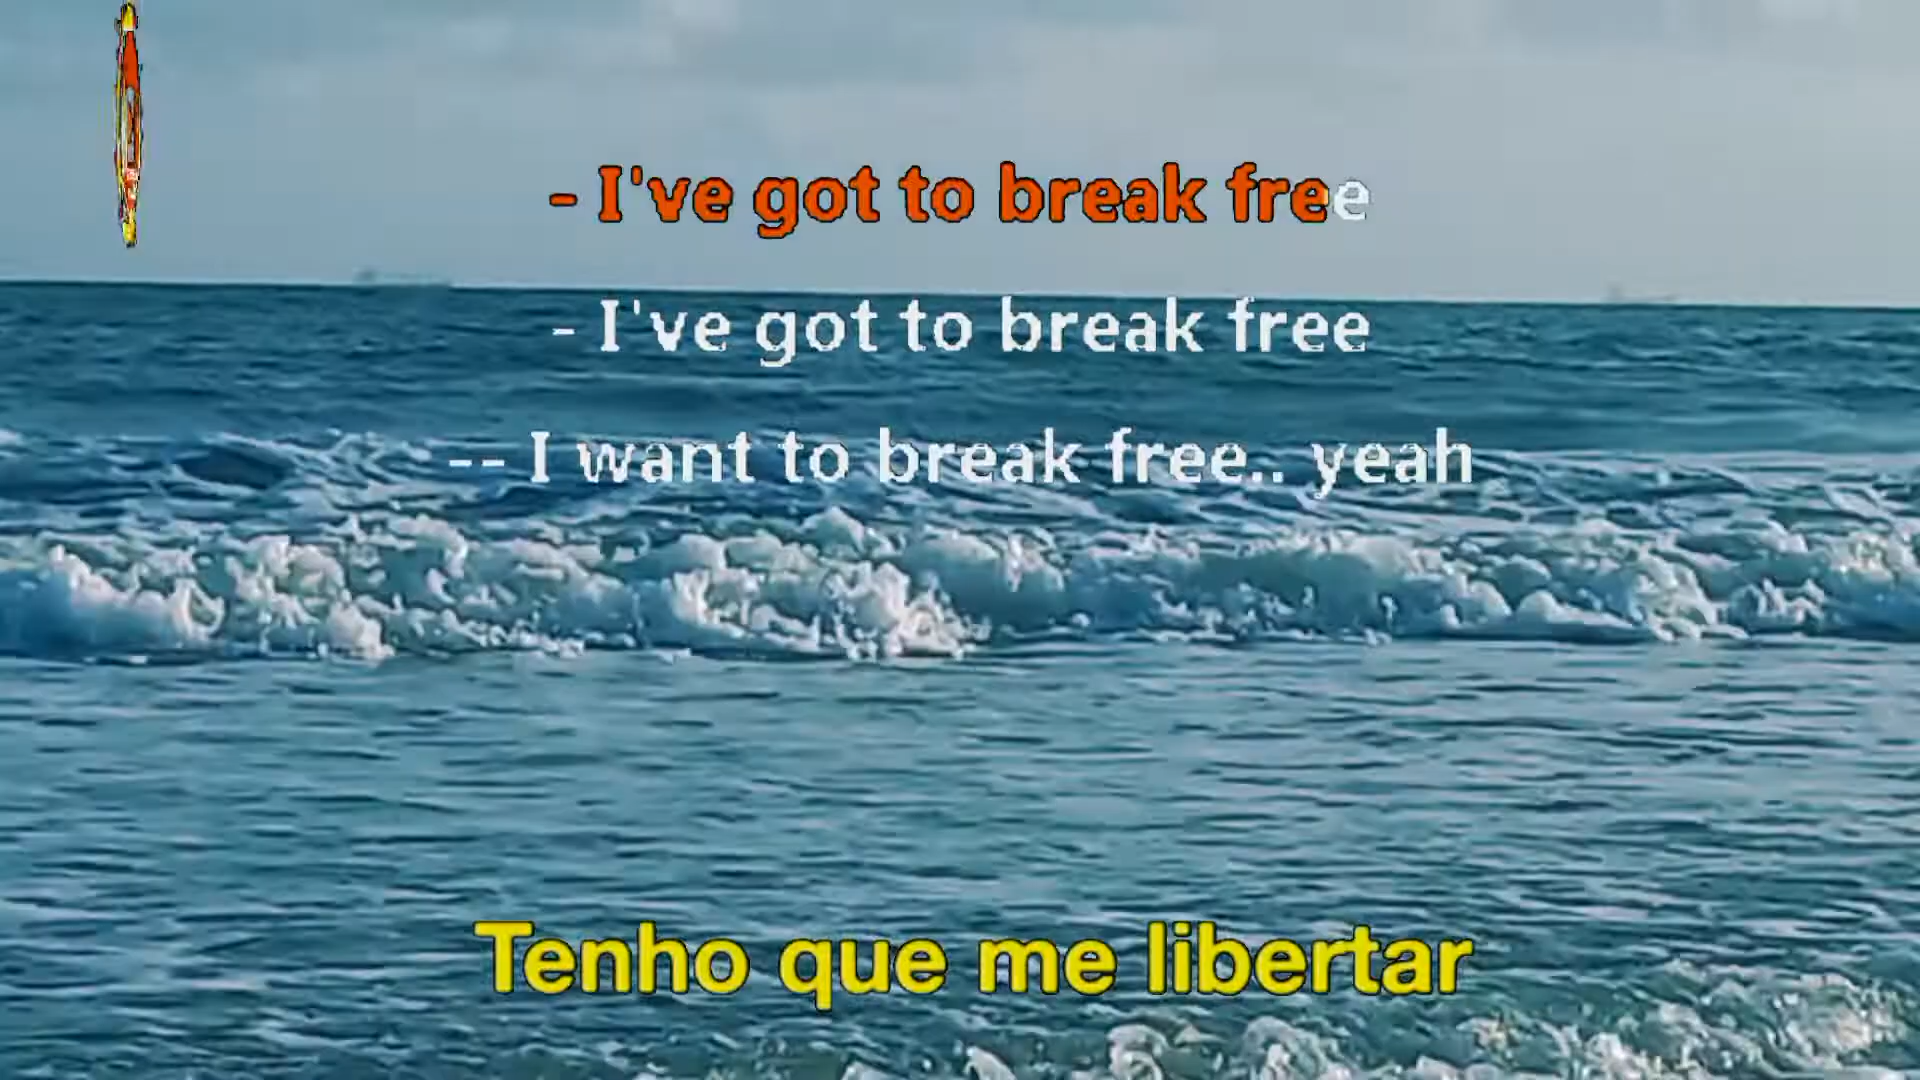 - I've got to break free
- I've got to break free
-- I want to break free.. yeah
Tenho que me libertar